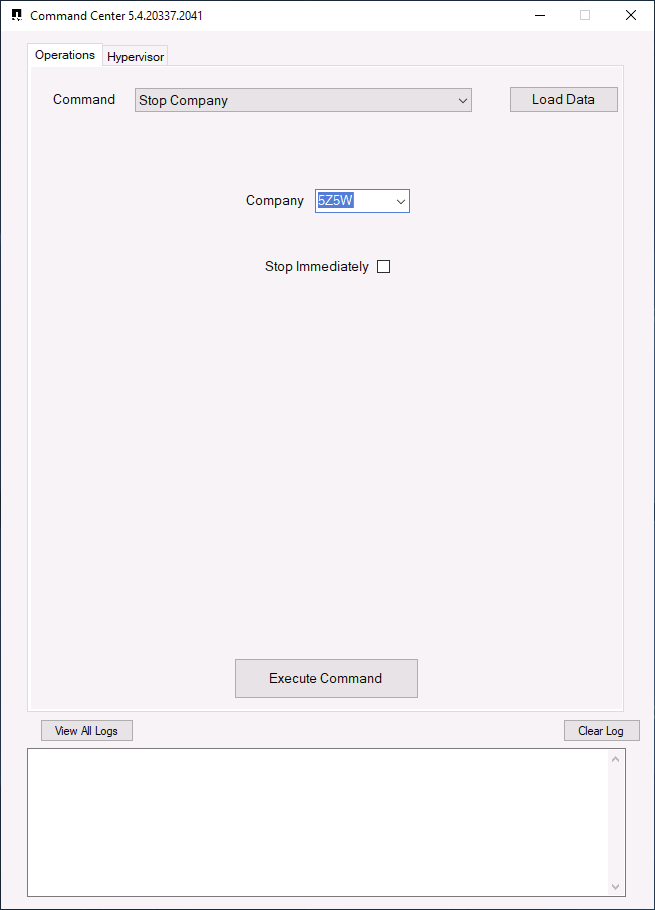 Command Center 5.4.20337.2041
Operations Hypervisor
Command Stop Company Load Data
Company 5Z5W
Stop Immediately
Execute Command
View All Logs Clear Log